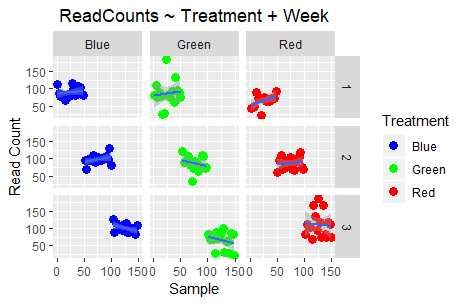 ReadCounts ~ Treatment + Week
Blue Green Red
150
100
50
1
150
100
50
2
150
100
50
3
0 50 100 150 0 50 100 150 0 50 100 150
Sample
Read Count
Treatment
Blue
Green
Red